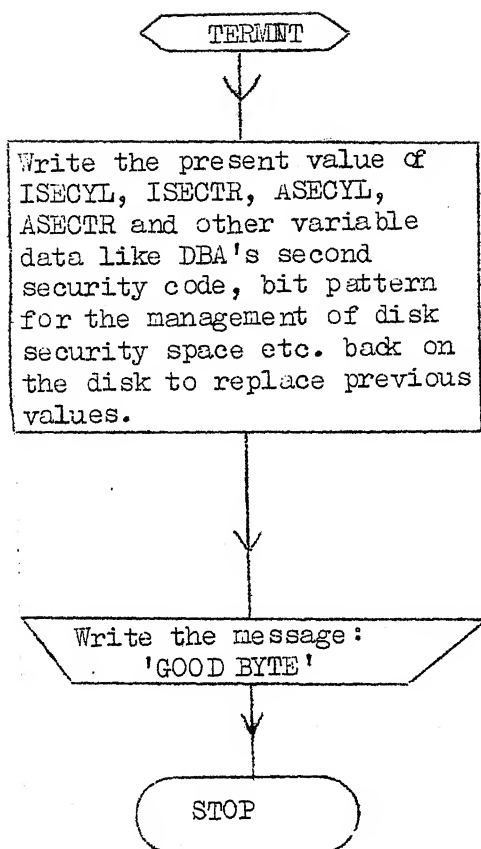 TERMNT
Write the present value of
ISECYL, ISECTR, ASECYL,
ASECTR and other variable
data like DBA's second
security code, bit pattern
for the management of disk
security space etc. back on
the disk to replace previous
values.
Write the message:
'GOOD BYTE'
STOP